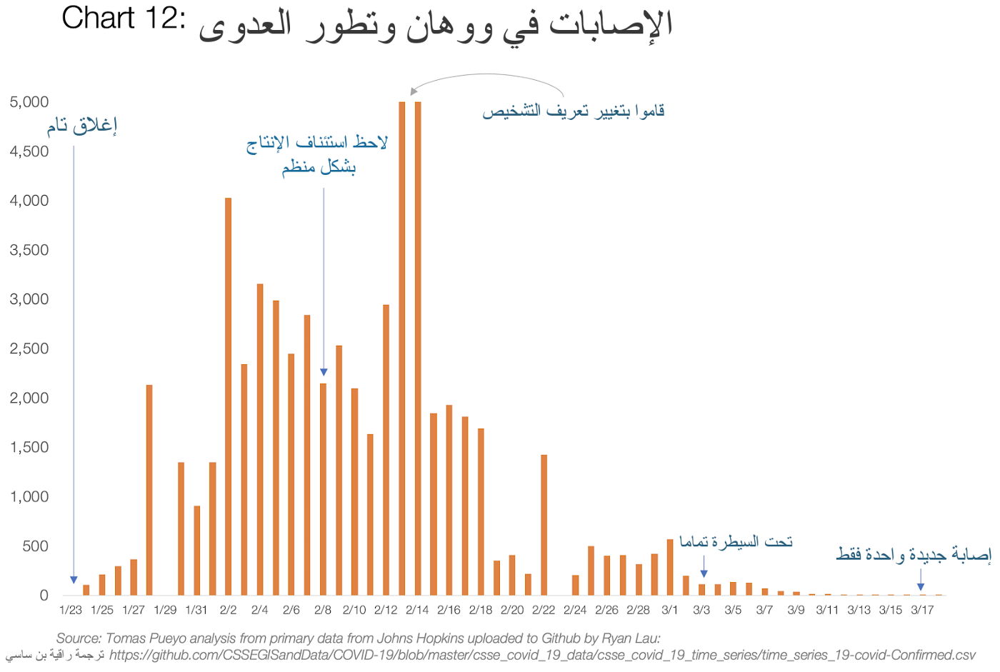 Chart 12: الإصابات في ووهان وتطور العدوى
قاموا بتغيير تعريف التشخيص
إغلاق تام
لاحظ استئناف الإنتاج
بشكل منظم
تحت السيطرة تماما
إصابة جديدة واحدة فقط
5,000
4,500
4,000
3,500
3,000
2,500
2,000
1,500
1,000
500
0
1/23 1/25 1/27 1/29 1/31 2/2 2/4 2/6 2/8 2/10 2/12 2/14 2/16 2/18 2/20 2/22 2/24 2/26 2/28 3/1 3/3 3/5 3/7 3/9 3/11 3/13 3/15 3/17
Source: Tomas Pueyo analysis from primary data from Johns Hopkins uploaded to Github by Ryan Lau:
ترجمة راقية بن ساسي https://github.com/CSSEGISandData/COVID-19/blob/master/csse_covid_19_data/csse_covid_19_time_series/time_series_19-covid-Confirmed.csv